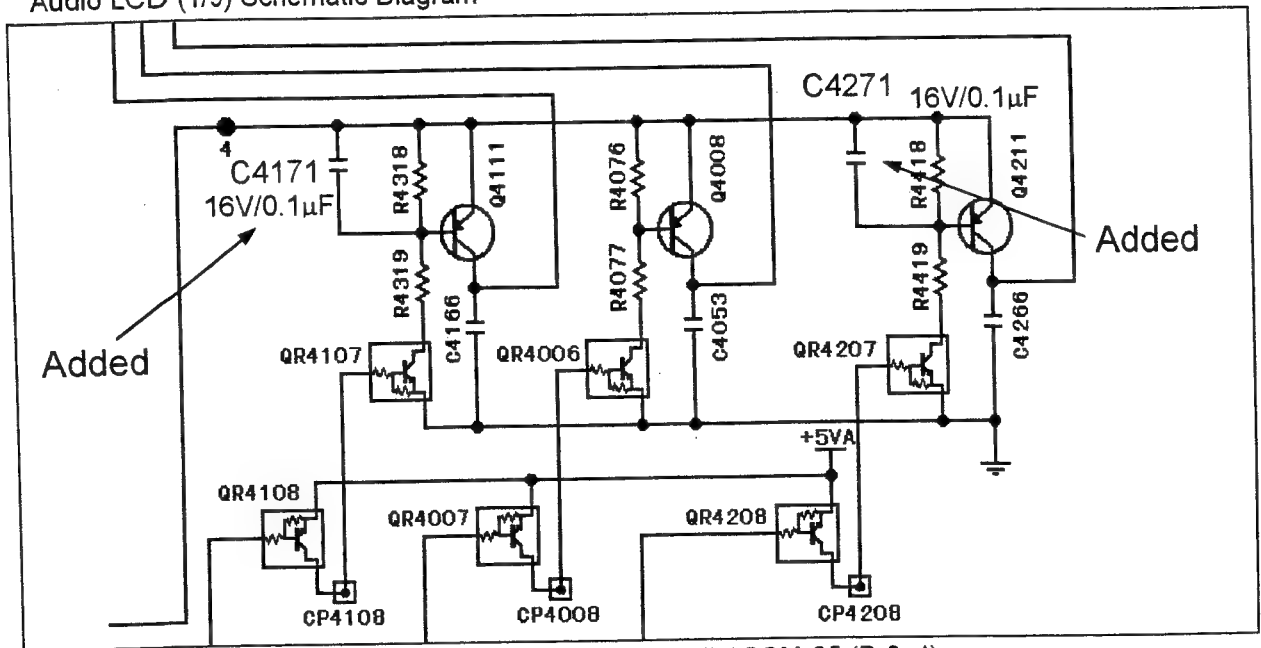 Audio LCD (1/9) Schematic Diagram
C4271
16V/0.1µF
4
C4171
16V/0.1µF
R4318
Q4111
R4076
Q4008
R4418
Q4211
Added
R4319
R4077
R4419
C4166
C4053
C4266
Added
QR4107
QR4006
QR4207
+5VA
QR4108
QR4007
QR4208
CP4108
CP4008
CP4208